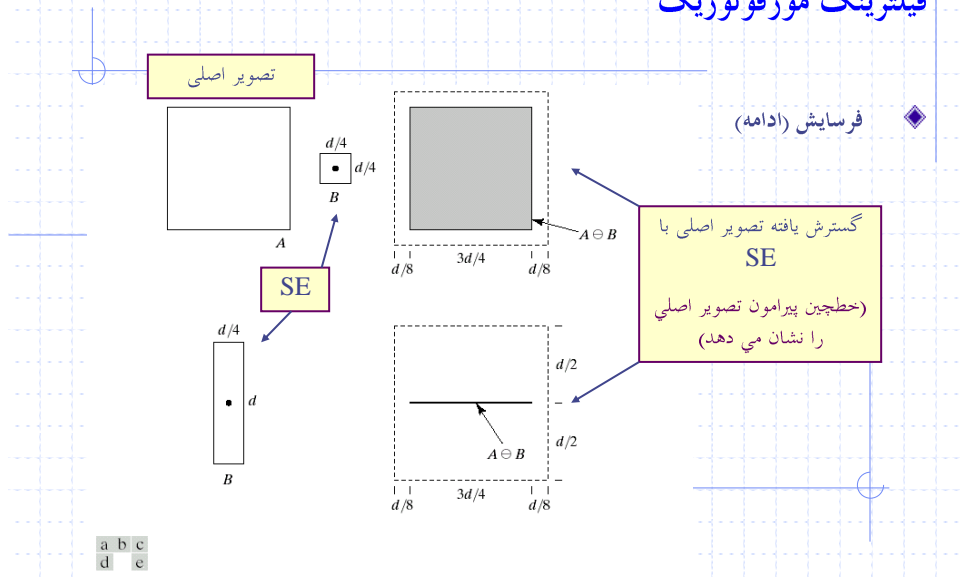 فیلترینگ مورفولوژیک
تصویر اصلی
فرسایش (ادامه)
d/4
d/4
B
A
A ⊖ B
d/8
3d/4
d/8
SE
گسترش یافته تصویر اصلی با
SE
(خطچین پیرامون تصویر اصلي
را نشان مي دهد)
d/4
d
B
d/2
d/2
A ⊖ B
d/8
3d/4
d/8
a b c
d e